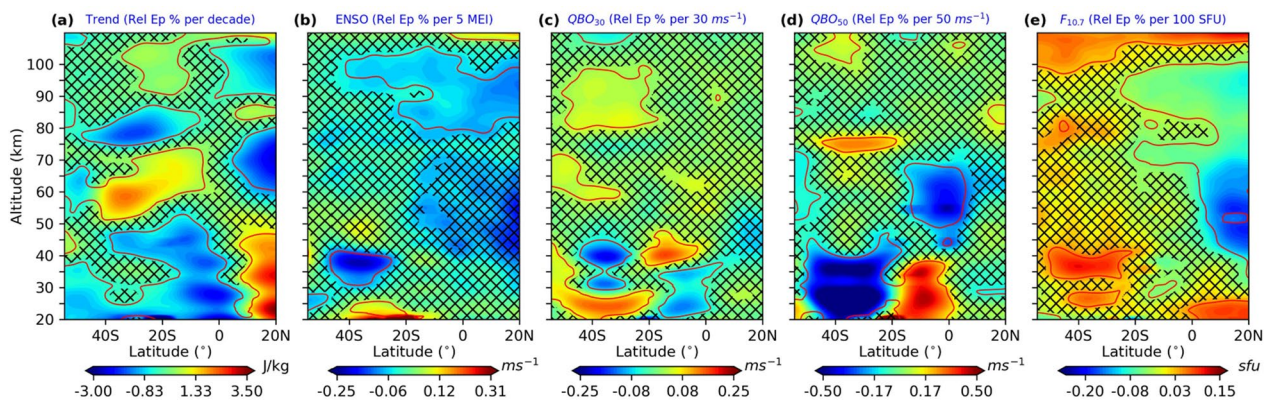 (a) Trend (Rel Ep % per decade)
(b) ENSO (Rel Ep % per 5 MEI)
(c) QBO30 (Rel Ep % per 30 ms−1)
(d) QBO50 (Rel Ep % per 50 ms−1)
(e) F10.7 (Rel Ep % per 100 SFU)
Altitude (km)
100
90
80
70
60
50
40
30
20
40S 20S 0 20N
40S 20S 0 20N
40S 20S 0 20N
40S 20S 0 20N
40S 20S 0 20N
Latitude (°)
Latitude (°)
Latitude (°)
Latitude (°)
Latitude (°)
J/kg
ms−1
ms−1
ms−1
sfu
-3.00 -0.83 1.33 3.50
-0.25 -0.06 0.12 0.31
-0.25 -0.08 0.08 0.25
-0.50 -0.17 0.17 0.50
-0.20 -0.08 0.03 0.15